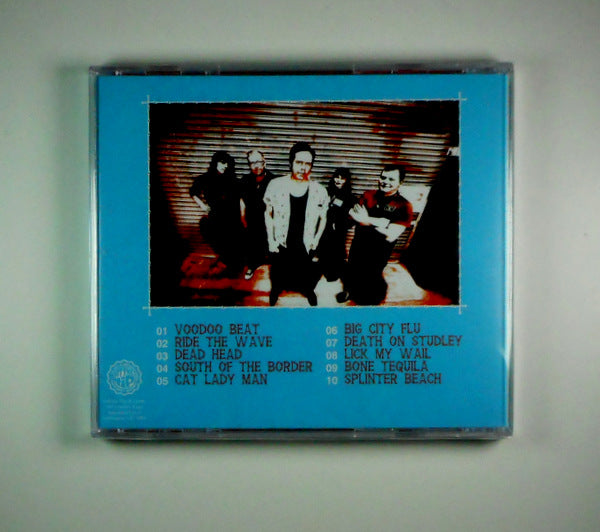 01 VOODOO BEAT
02 RIDE THE WAVE
03 DEAD HEAD
04 SOUTH OF THE BORDER
05 CAT LADY MAN
06 BIG CITY FLU
07 DEATH ON STUDLEY
08 LICK MY WAIL
09 BONE TEQUILA
10 SPLINTER BEACH